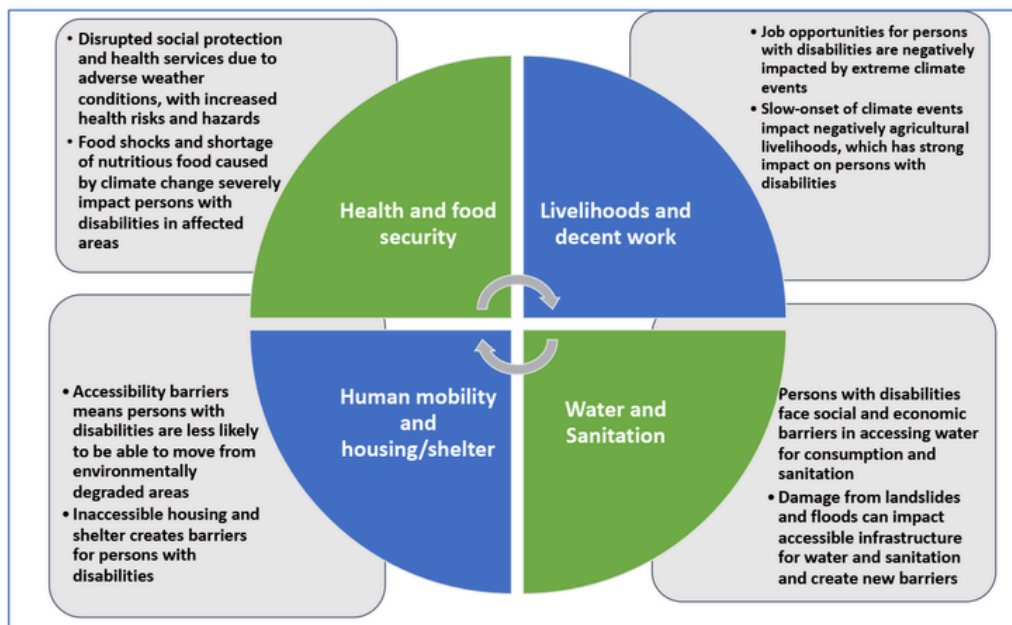 • Disrupted social protection
and health services due to
adverse weather
conditions, with increased
health risks and hazards
• Food shocks and shortage
of nutritious food caused
by climate change severely
impact persons with
disabilities in affected
areas
Health and food
security
• Job opportunities for persons
with disabilities are negatively
impacted by extreme climate
events
• Slow-onset of climate events
impact negatively agricultural
livelihoods, which has strong
impact on persons with
disabilities
Livelihoods and
decent work
• Accessibility barriers
means persons with
disabilities are less likely
to be able to move from
environmentally
degraded areas
• Inaccessible housing and
shelter creates barriers
for persons with
disabilities
Human mobility
and
housing/shelter
Water and
Sanitation
Persons with disabilities
face social and economic
barriers in accessing water
for consumption and
sanitation
• Damage from landslides
and floods can impact
accessible infrastructure
for water and sanitation
and create new barriers